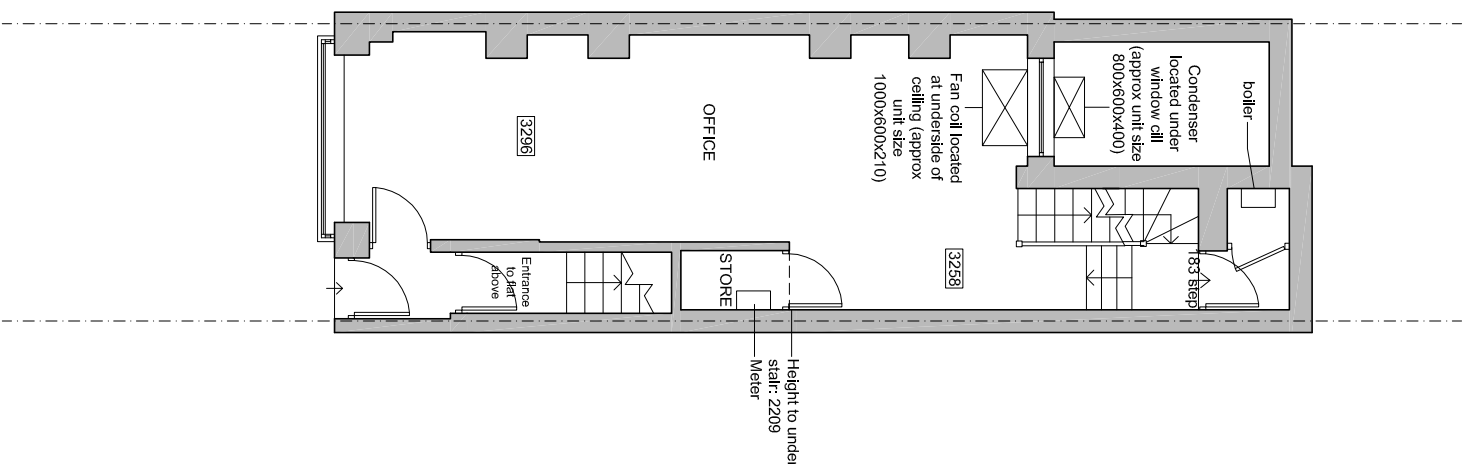 Condenser
located under
window cill
(approx unit size
800x600x400)
boiler
Fan coil located
at underside of
ceiling (approx
unit size
1000x600x210)
OFFICE
3296
3258
183 step
STORE
Entrance
to flat
above
Height to under
stair: 2209
Meter